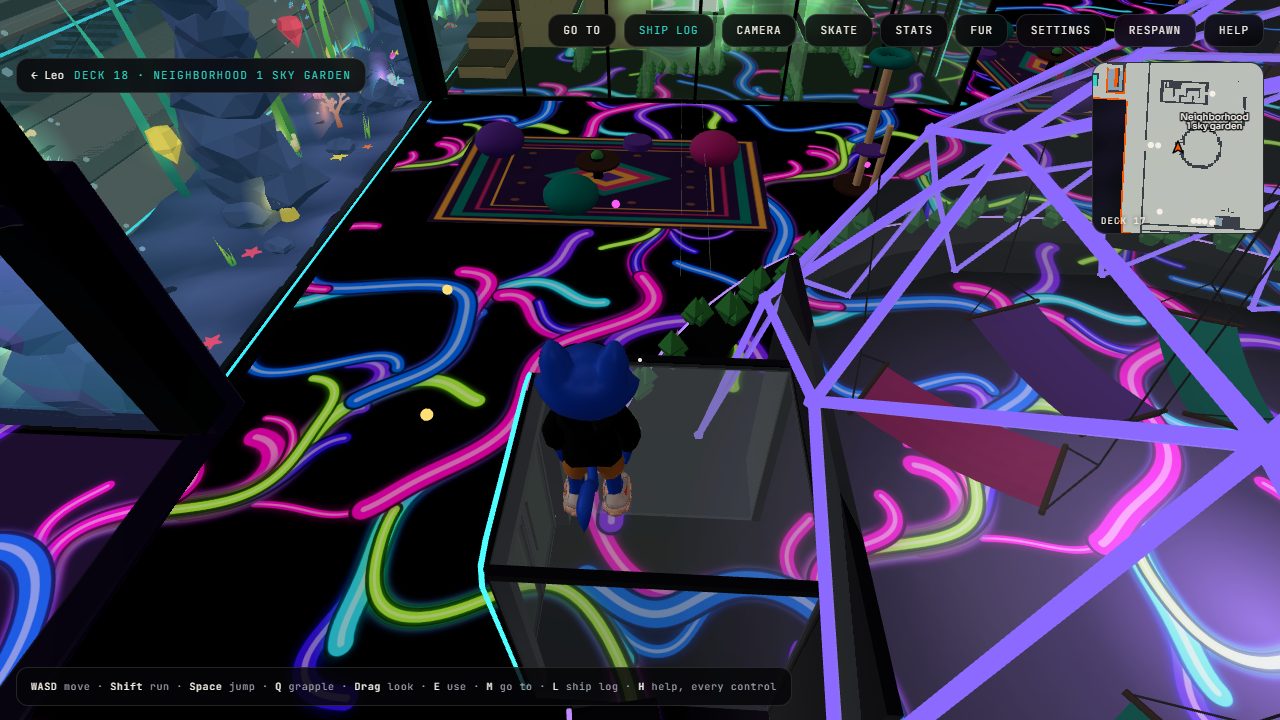 GO TO
SHIP LOG
CAMERA
SKATE
STATS
FUR
SETTINGS
RESPAWN
HELP
← Leo DECK 18 · NEIGHBORHOOD 1 SKY GARDEN
Neighborhood
1 sky garden
DECK 17
WASD move · Shift run · Space jump · Q grapple · Drag look · E use · M go to · L ship log · H help, every control